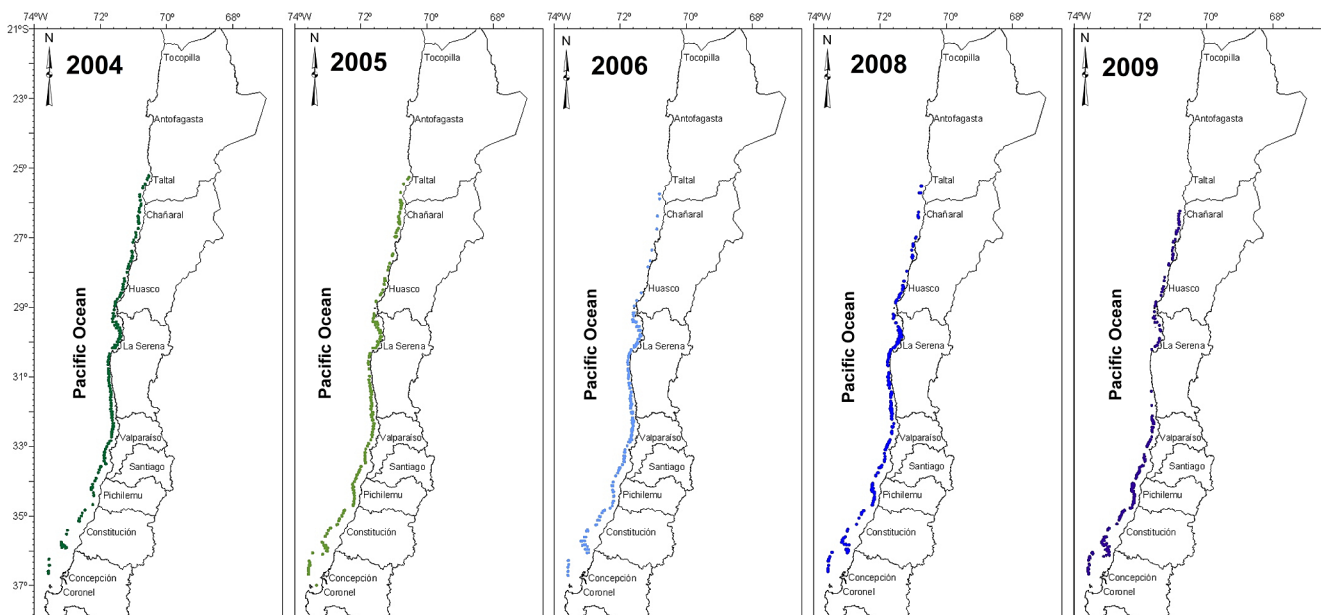 74°W 72° 70° 68° 74°W 72° 70° 68° 74°W 72° 70° 68° 74°W 72° 70° 68° 74°W 72° 70° 68°
21°S
23°
25°
27°
29°
31°
33°
35°
37°
N
2004
Tocopilla
Antofagasta
Taltal
Chañaral
Huasco
Pacific Ocean
La Serena
Valparaíso
Santiago
Pichilemu
Constitución
Concepción
Coronel
N
2005
Tocopilla
Antofagasta
Taltal
Chañaral
Huasco
Pacific Ocean
La Serena
Valparaíso
Santiago
Pichilemu
Constitución
Concepción
Coronel
N
2006
Tocopilla
Antofagasta
Taltal
Chañaral
Huasco
Pacific Ocean
La Serena
Valparaíso
Santiago
Pichilemu
Constitución
Concepción
Coronel
N
2008
Tocopilla
Antofagasta
Taltal
Chañaral
Huasco
Pacific Ocean
La Serena
Valparaíso
Santiago
Pichilemu
Constitución
Concepción
Coronel
N
2009
Tocopilla
Antofagasta
Taltal
Chañaral
Huasco
Pacific Ocean
La Serena
Valparaíso
Santiago
Pichilemu
Constitución
Concepción
Coronel